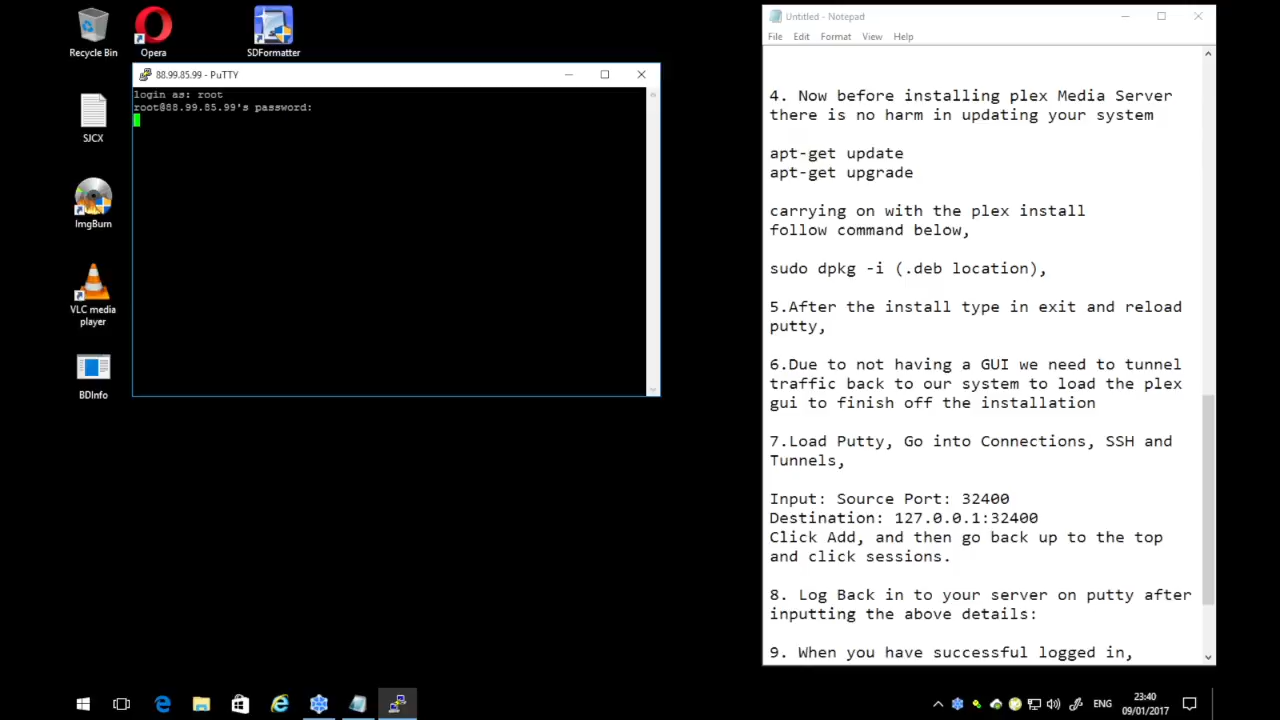 Recycle Bin
Opera
SDFormatter
SJCX
ImgBurn
VLC media
player
BDInfo
88.99.85.99 - PuTTY
login as: root
root@88.99.85.99's password:
Untitled - Notepad
File Edit Format View Help
4. Now before installing plex Media Server
there is no harm in updating your system
apt-get update
apt-get upgrade
carrying on with the plex install
follow command below,
sudo dpkg -i (.deb location),
5.After the install type in exit and reload
putty,
6.Due to not having a GUI we need to tunnel
traffic back to our system to load the plex
gui to finish off the installation
7.Load Putty, Go into Connections, SSH and
Tunnels,
Input: Source Port: 32400
Destination: 127.0.0.1:32400
Click Add, and then go back up to the top
and click sessions.
8. Log Back in to your server on putty after
inputting the above details:
9. When you have successful logged in,
ENG
23:40
09/01/2017